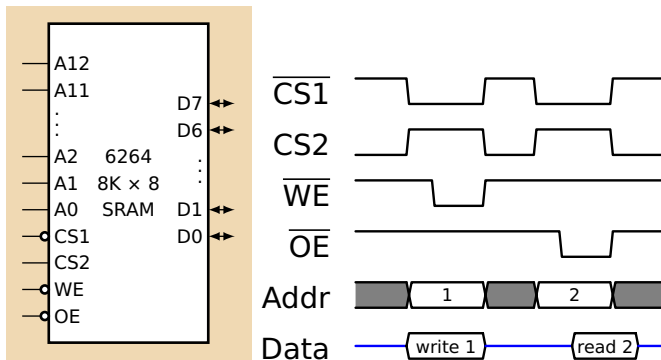 A12
A11
D7
D6
A2 6264
A1 8K × 8
A0 SRAM D1
CS1 D0
CS2
WE
OE
CS1
CS2
WE
OE
Addr 1 2
Data write 1 read 2